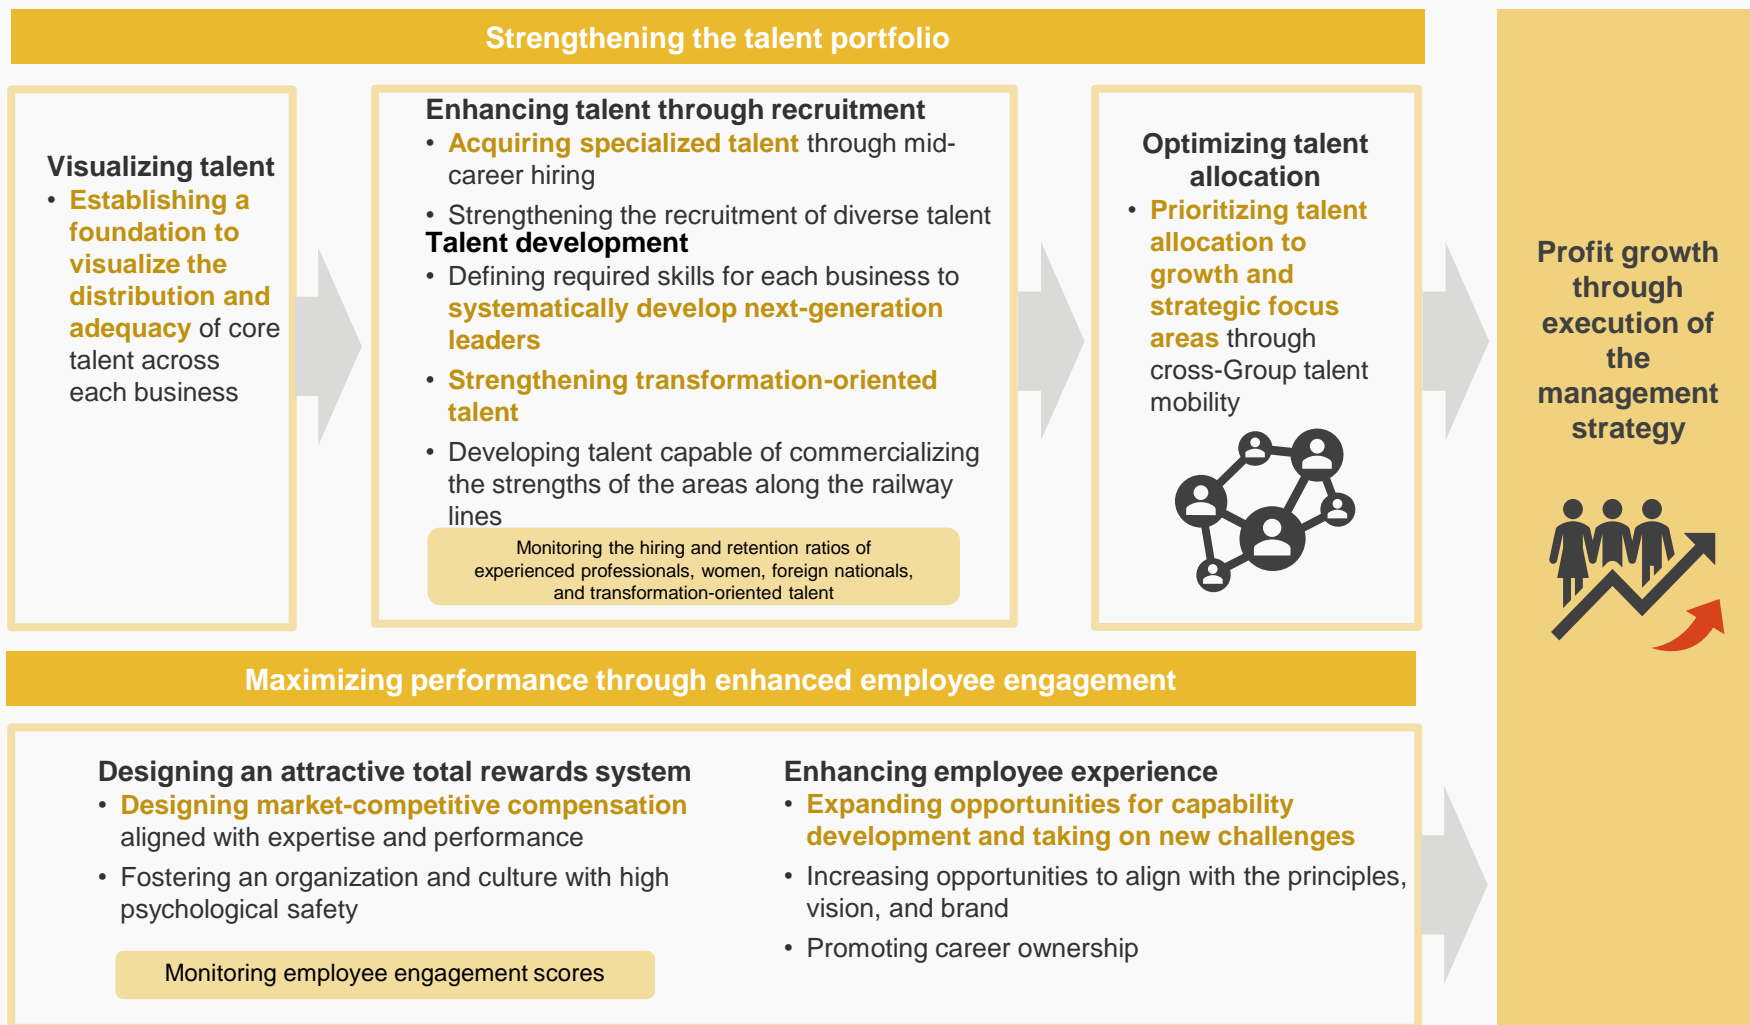 Strengthening the talent portfolio
Visualizing talent
• Establishing a
foundation to
visualize the
distribution and
adequacy of core
talent across
each business
Enhancing talent through recruitment
• Acquiring specialized talent through mid-
career hiring
• Strengthening the recruitment of diverse talent
Talent development
• Defining required skills for each business to
systematically develop next-generation
leaders
• Strengthening transformation-oriented
talent
• Developing talent capable of commercializing
the strengths of the areas along the railway
lines
Monitoring the hiring and retention ratios of
experienced professionals, women, foreign nationals,
and transformation-oriented talent
Optimizing talent
allocation
• Prioritizing talent
allocation to
growth and
strategic focus
areas through
cross-Group talent
mobility
Profit growth
through
execution of
the
management
strategy
Maximizing performance through enhanced employee engagement
Designing an attractive total rewards system
• Designing market-competitive compensation
aligned with expertise and performance
• Fostering an organization and culture with high
psychological safety
Monitoring employee engagement scores
Enhancing employee experience
• Expanding opportunities for capability
development and taking on new challenges
• Increasing opportunities to align with the principles,
vision, and brand
• Promoting career ownership